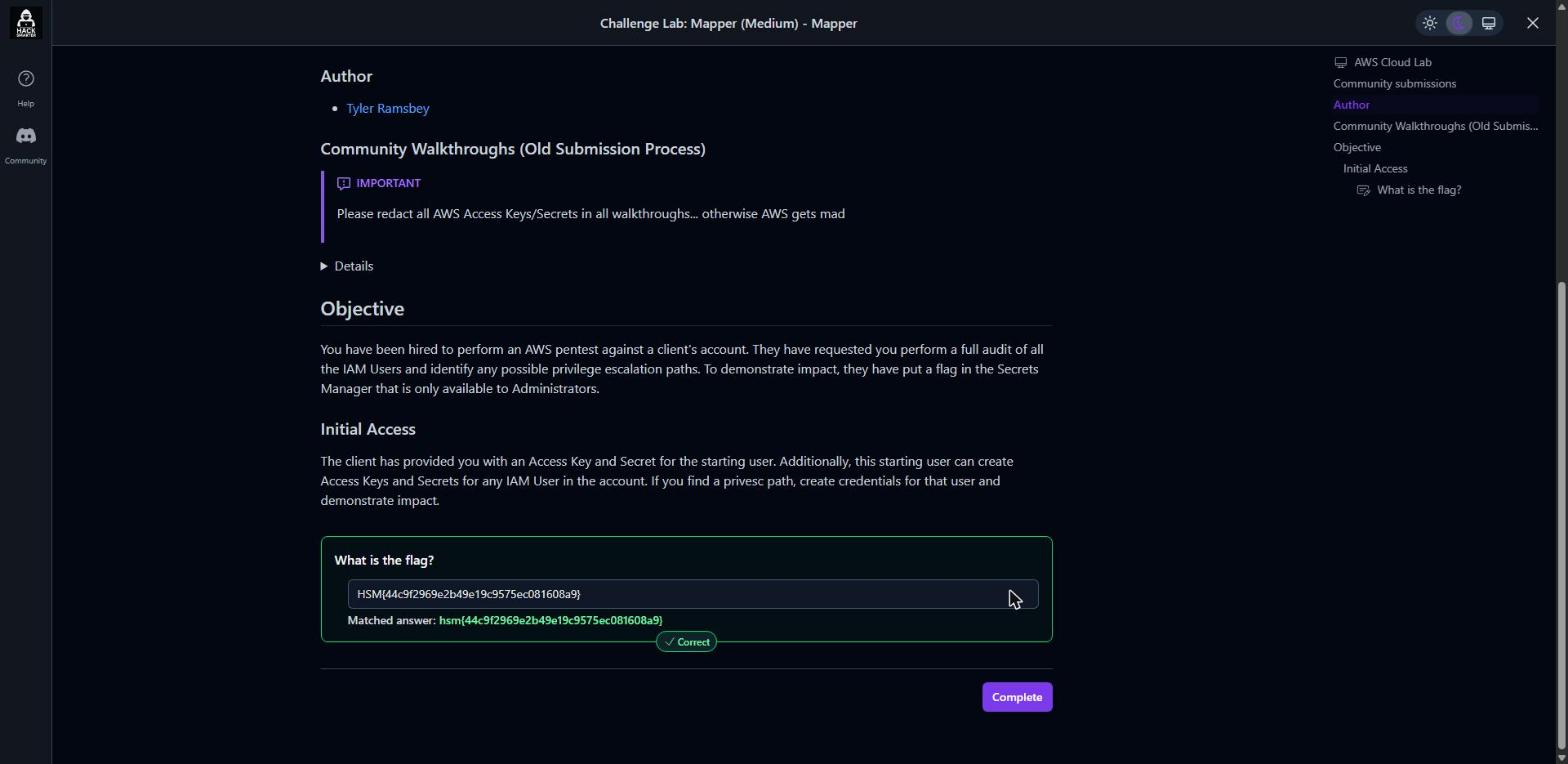 HACK
SMARTER
Challenge Lab: Mapper (Medium) - Mapper
Help
Community
Author
Tyler Ramsbey
Community Walkthroughs (Old Submission Process)
IMPORTANT
Please redact all AWS Access Keys/Secrets in all walkthroughs... otherwise AWS gets mad
Details
Objective
You have been hired to perform an AWS pentest against a client's account. They have requested you perform a full audit of all
the IAM Users and identify any possible privilege escalation paths. To demonstrate impact, they have put a flag in the Secrets
Manager that is only available to Administrators.
Initial Access
The client has provided you with an Access Key and Secret for the starting user. Additionally, this starting user can create
Access Keys and Secrets for any IAM User in the account. If you find a privesc path, create credentials for that user and
demonstrate impact.
What is the flag?
HSM{44c9f2969e2b49e19c9575ec081608a9}
Matched answer: hsm{44c9f2969e2b49e19c9575ec081608a9}
Correct
Complete
AWS Cloud Lab
Community submissions
Author
Community Walkthroughs (Old Submis...
Objective
Initial Access
What is the flag?